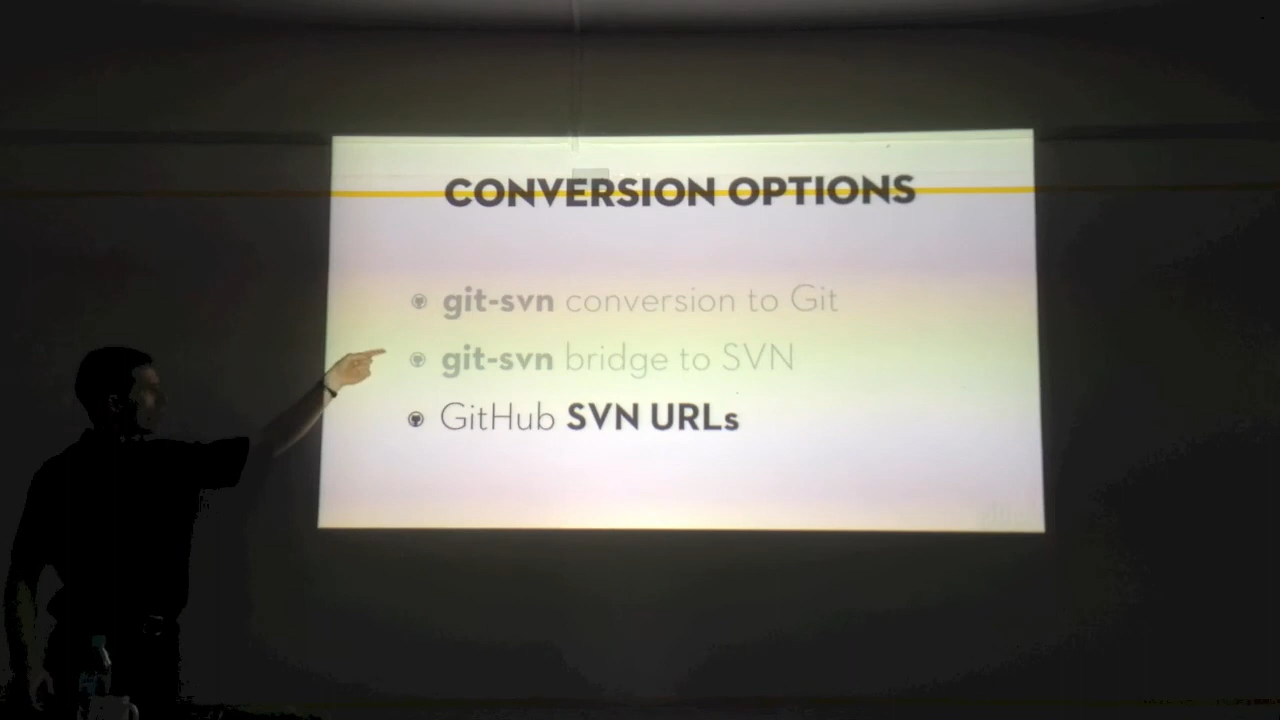 CONVERSION OPTIONS
git-svn conversion to Git
git-svn bridge to SVN
GitHub SVN URLs